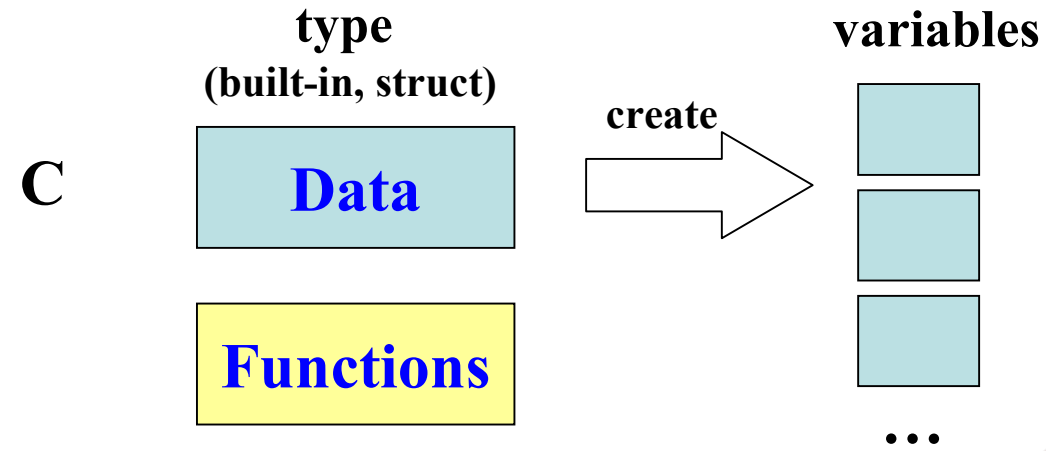 type
(built-in, struct)
variables
create
C
Data
Functions
...